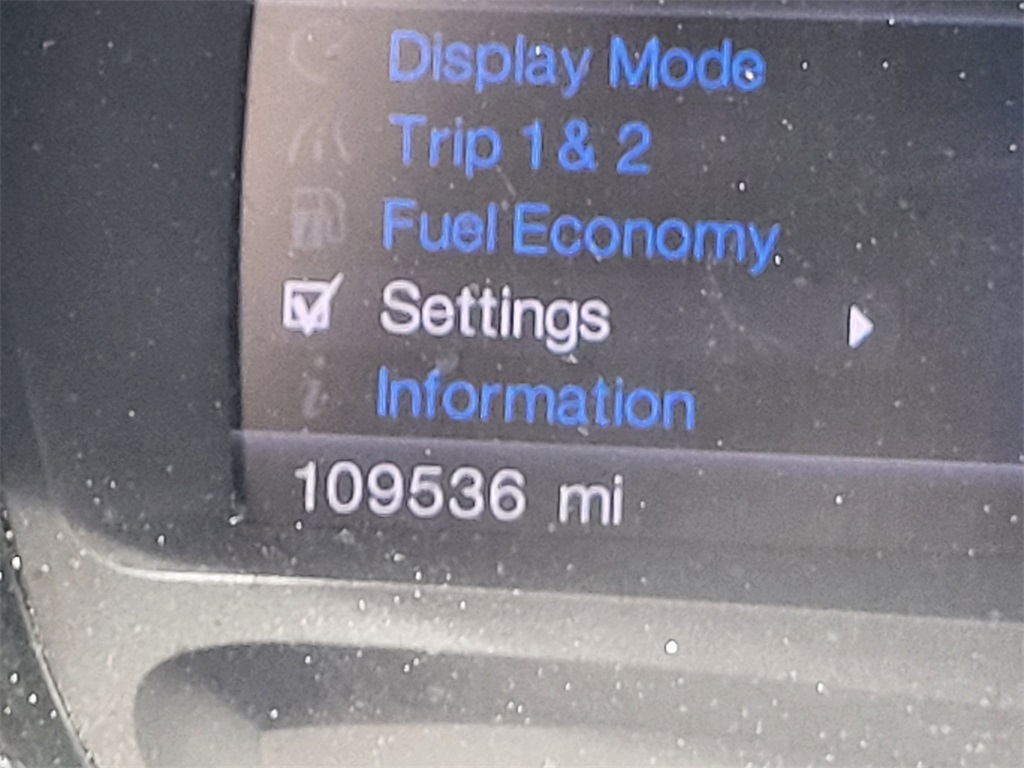 Display Mode
Trip 1 & 2
Fuel Economy
Settings
Information
109536 mi